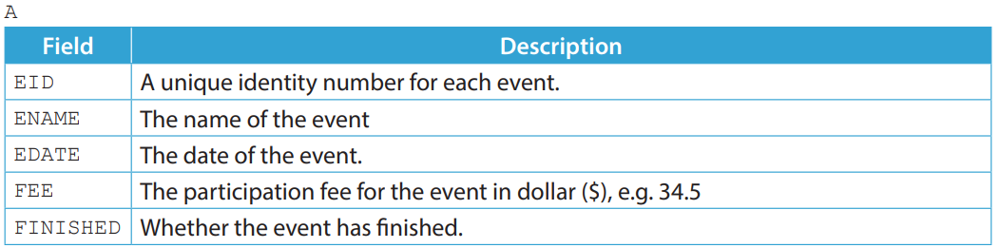 A
Field Description
EID A unique identity number for each event.
ENAME The name of the event
EDATE The date of the event.
FEE The participation fee for the event in dollar ($), e.g. 34.5
FINISHED Whether the event has finished.